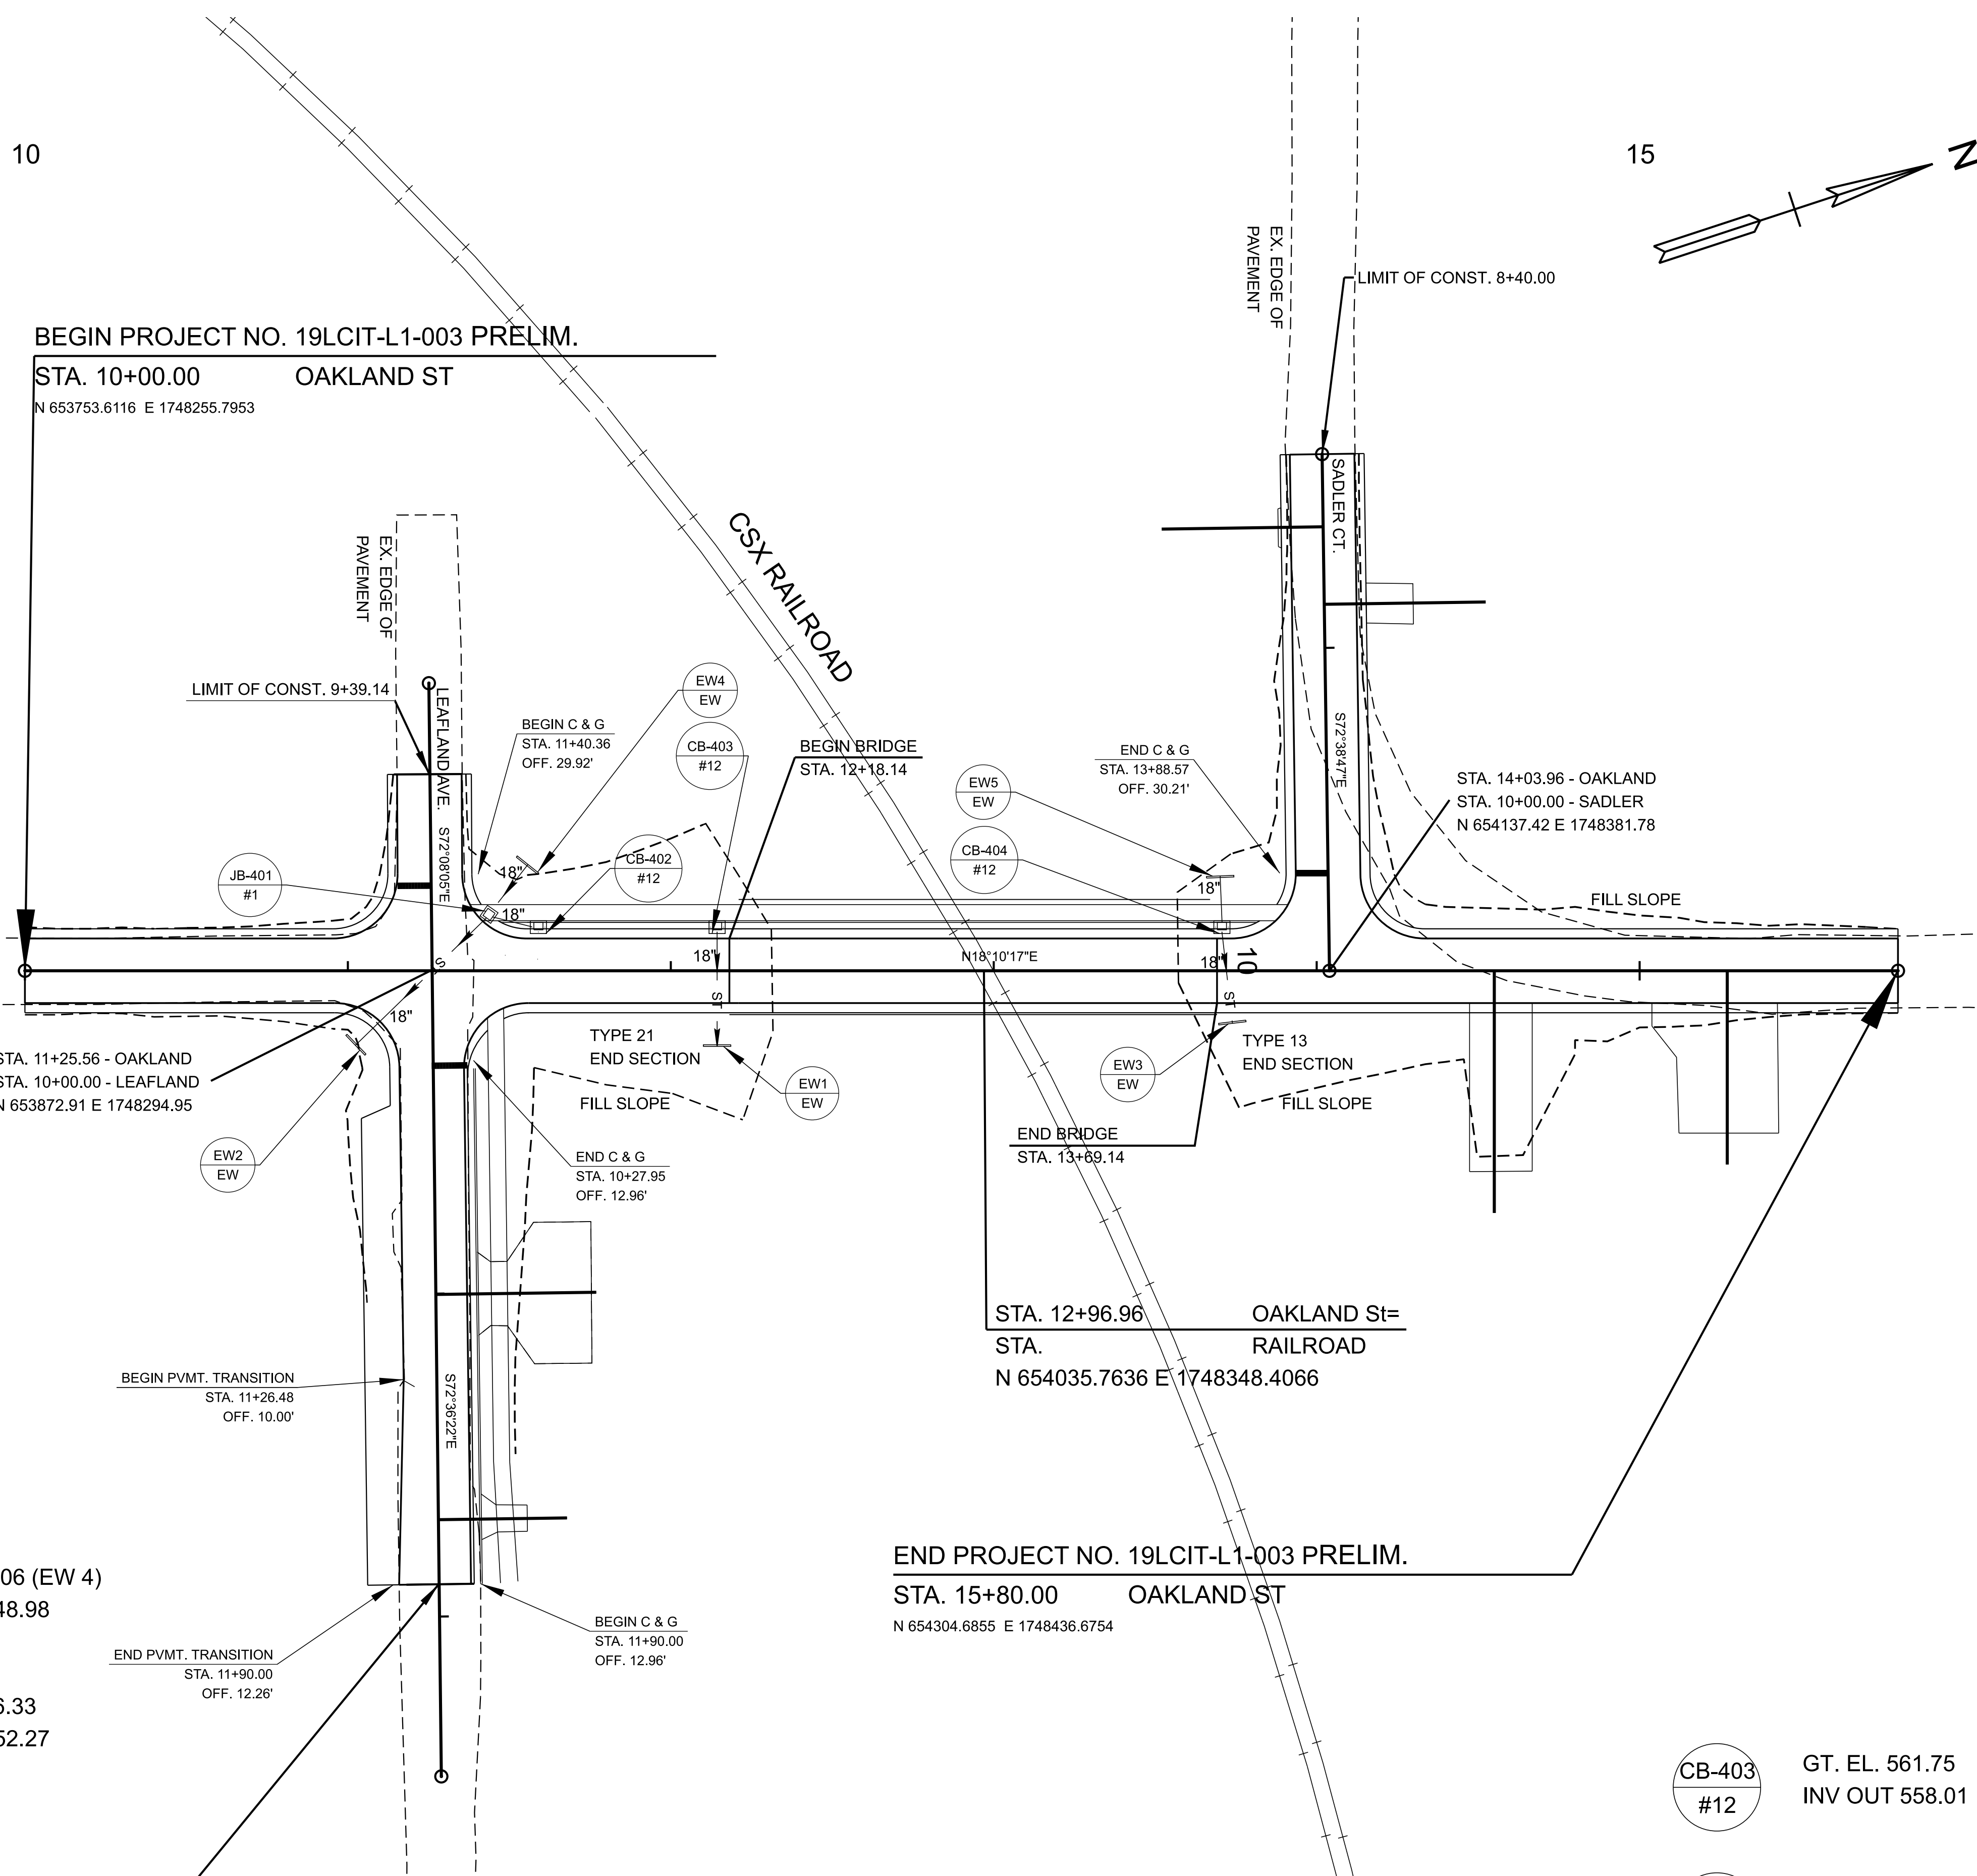 10
15
N
EX. EDGE OF
PAVEMENT
LIMIT OF CONST. 8+40.00
BEGIN PROJECT NO. 19LCIT-L1-003 PRELIM.
STA. 10+00.00 OAKLAND ST
N 653753.6116 E 1748255.7953
SADLER CT.
CSX RAILROAD
EX. EDGE OF
PAVEMENT
LIMIT OF CONST. 9+39.14
LEAFLAND AVE.
S72°08'05"E
EW4
EW
BEGIN C & G
STA. 11+40.36
OFF. 29.92'
CB-403
#12
BEGIN BRIDGE
STA. 12+18.14
END C & G
STA. 13+88.57
OFF. 30.21'
EW5
EW
S72°38'47"E
STA. 14+03.96 - OAKLAND
STA. 10+00.00 - SADLER
N 654137.42 E 1748381.78
JB-401
#1
18"
CB-402
#12
CB-404
#12
18"
18"
FILL SLOPE
S
18"
N18°10'17"E
18"
10
ST
ST
18"
TYPE 21
END SECTION
TYPE 13
END SECTION
STA. 11+25.56 - OAKLAND
STA. 10+00.00 - LEAFLAND
N 653872.91 E 1748294.95
EW3
EW
EW1
EW
FILL SLOPE
FILL SLOPE
EW2
EW
END C & G
STA. 10+27.95
OFF. 12.96'
END BRIDGE
STA. 13+69.14
STA. 12+96.96 OAKLAND St=
STA. RAILROAD
N 654035.7636 E 1748348.4066
BEGIN PVMT. TRANSITION
STA. 11+26.48
OFF. 10.00'
S72°36'22"E
END PROJECT NO. 19LCIT-L1-003 PRELIM.
STA. 15+80.00 OAKLAND ST
N 654304.6855 E 1748436.6754
06 (EW 4)
48.98
BEGIN C & G
STA. 11+90.00
OFF. 12.96'
END PVMT. TRANSITION
STA. 11+90.00
OFF. 12.26'
6.33
52.27
CB-403
#12
GT. EL. 561.75
INV OUT 558.01